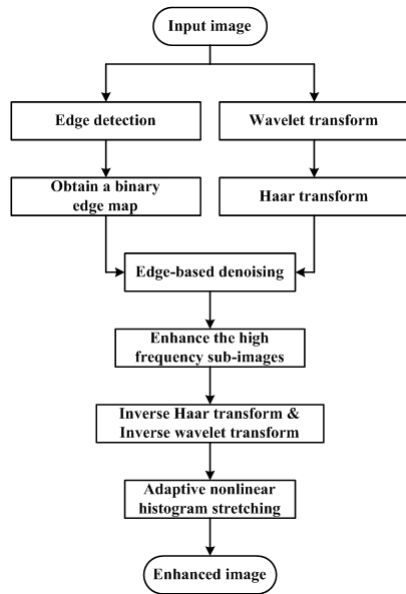 Input image
Edge detection
Wavelet transform
Obtain a binary
edge map
Haar transform
Edge-based denoising
Enhance the high
frequency sub-images
Inverse Haar transform &
Inverse wavelet transform
Adaptive nonlinear
histogram stretching
Enhanced image